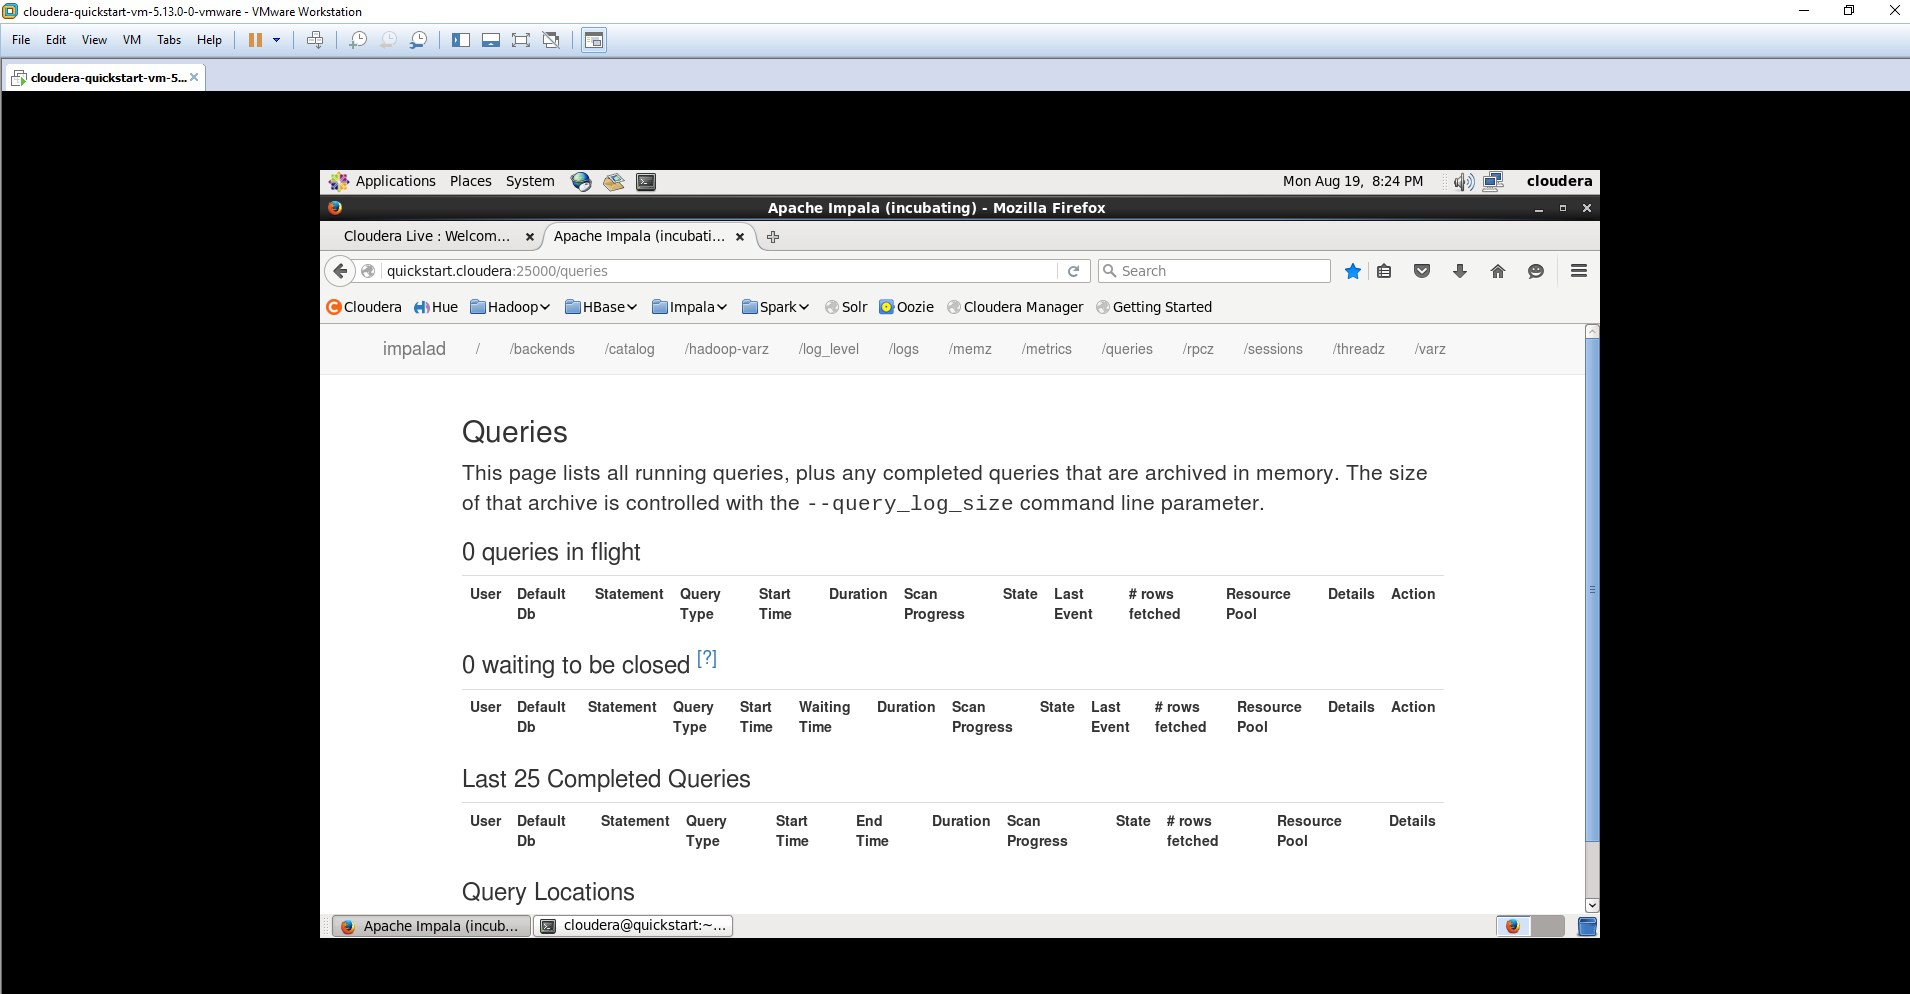 cloudera-quickstart-vm-5.13.0-0-vmware - VMware Workstation
File Edit View VM Tabs Help
cloudera-quickstart-vm-5...
Applications Places System Mon Aug 19, 8:24 PM cloudera
Apache Impala (incubating) - Mozilla Firefox
Cloudera Live : Welcom... Apache Impala (incubati...
quickstart.cloudera:25000/queries Search
Cloudera Hue Hadoop HBase Impala Spark Solr Oozie Cloudera Manager Getting Started
impalad / /backends /catalog /hadoop-varz /log_level /logs /memz /metrics /queries /rpcz /sessions /threadz /varz
Queries
This page lists all running queries, plus any completed queries that are archived in memory. The size
of that archive is controlled with the --query_log_size command line parameter.
0 queries in flight
User Default Statement Query Start Duration Scan State Last # rows Resource Details Action
Db Type Time Progress Event fetched Pool
0 waiting to be closed [?]
User Default Statement Query Start Waiting Duration Scan State Last # rows Resource Details Action
Db Type Time Time Progress Event fetched Pool
Last 25 Completed Queries
User Default Statement Query Start End Duration Scan State # rows Resource Details
Db Type Time Time Progress fetched Pool
Query Locations
Apache Impala (incub... cloudera@quickstart:~...